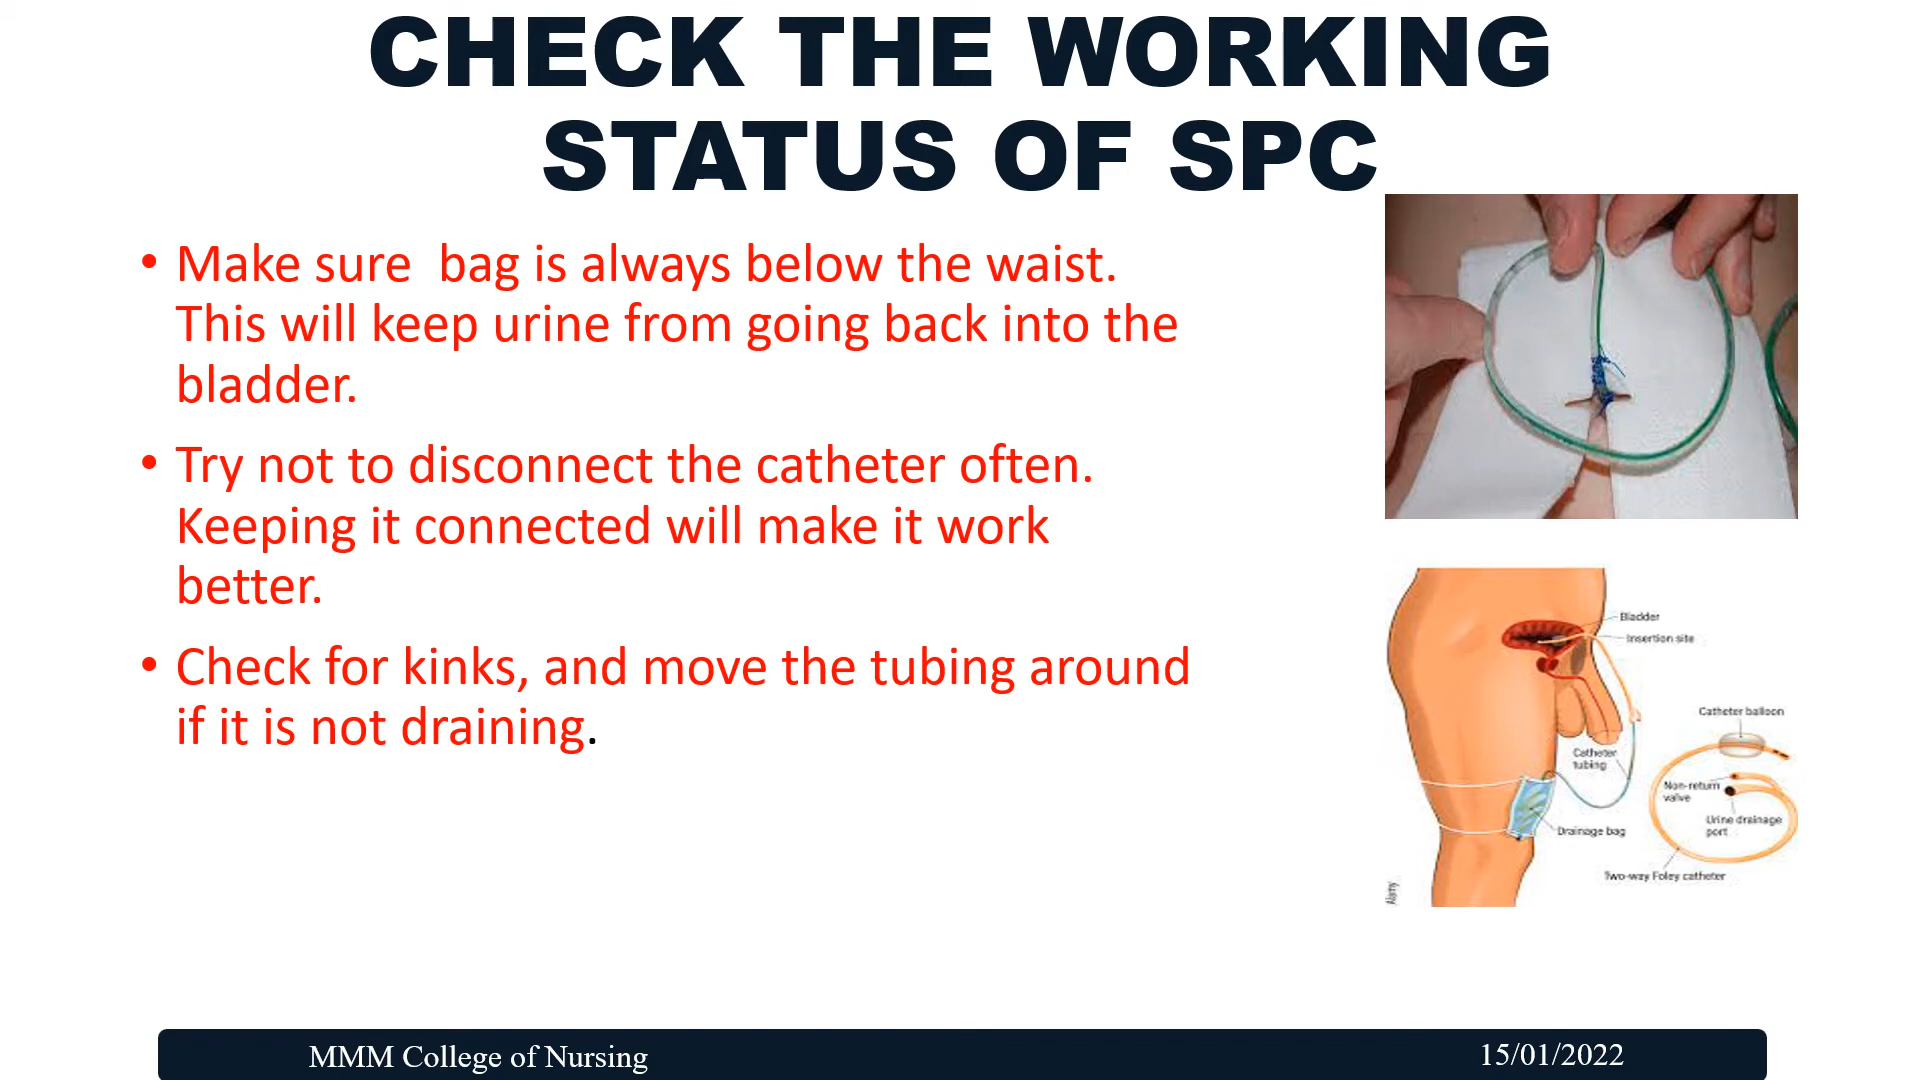 CHECK THE WORKING
STATUS OF SPC
• Make sure  bag is always below the waist.
This will keep urine from going back into the
bladder.
• Try not to disconnect the catheter often.
Keeping it connected will make it work
better.
• Check for kinks, and move the tubing around
if it is not draining.
Bladder
Insertion site
Catheter balloon
Catheter
tubing
Non-return
valve
Urine drainage
port
Drainage bag
Two-way Foley catheter
Alamy
MMM College of Nursing
15/01/2022